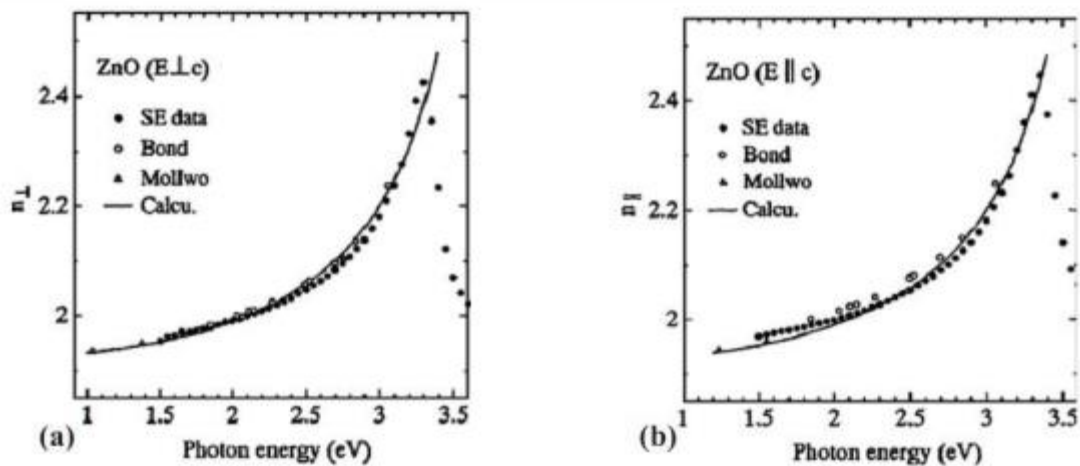 ZnO (E⊥c)
SE data
Bond
Mollwo
Calcu.
n⊥
2.4
2.2
2
1
1.5
2
2.5
3
3.5
Photon energy (eV)
(a)
ZnO (E ∥ c)
SE data
Bond
Mollwo
Calcu.
n∥
2.4
2.2
2
1
1.5
2
2.5
3
3.5
Photon energy (eV)
(b)